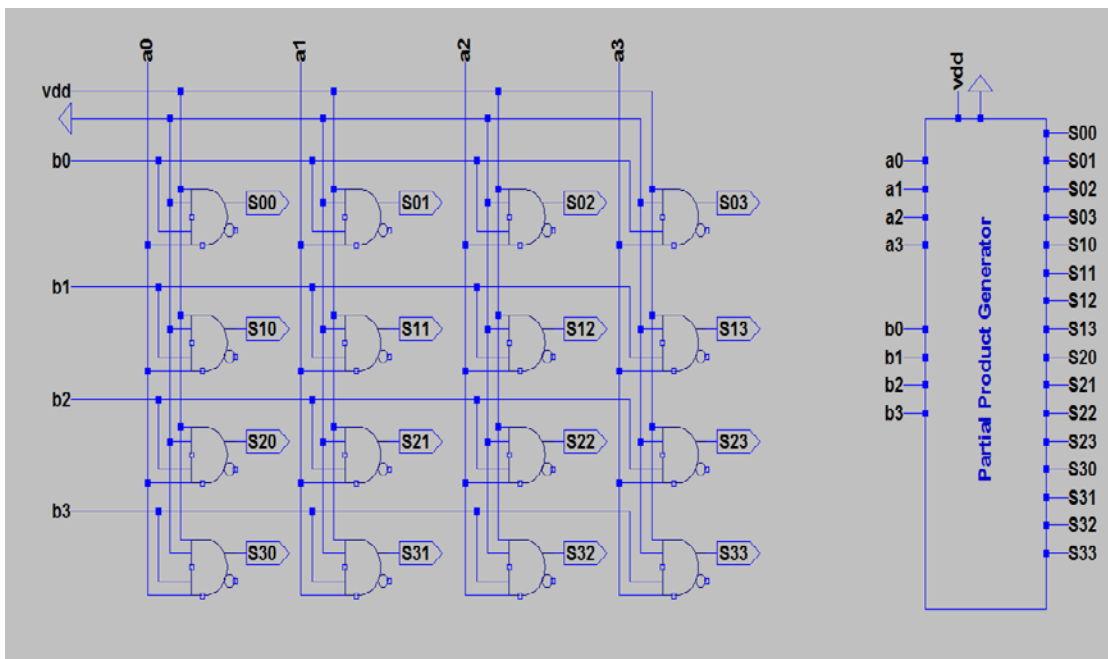 a0 a1 a2 a3
vdd
b0
S00 S01 S02 S03
b1
S10 S11 S12 S13
b2
S20 S21 S22 S23
b3
S30 S31 S32 S33
vdd
a0
a1
a2
a3
b0
b1
b2
b3
Partial Product Generator
S00
S01
S02
S03
S10
S11
S12
S13
S20
S21
S22
S23
S30
S31
S32
S33